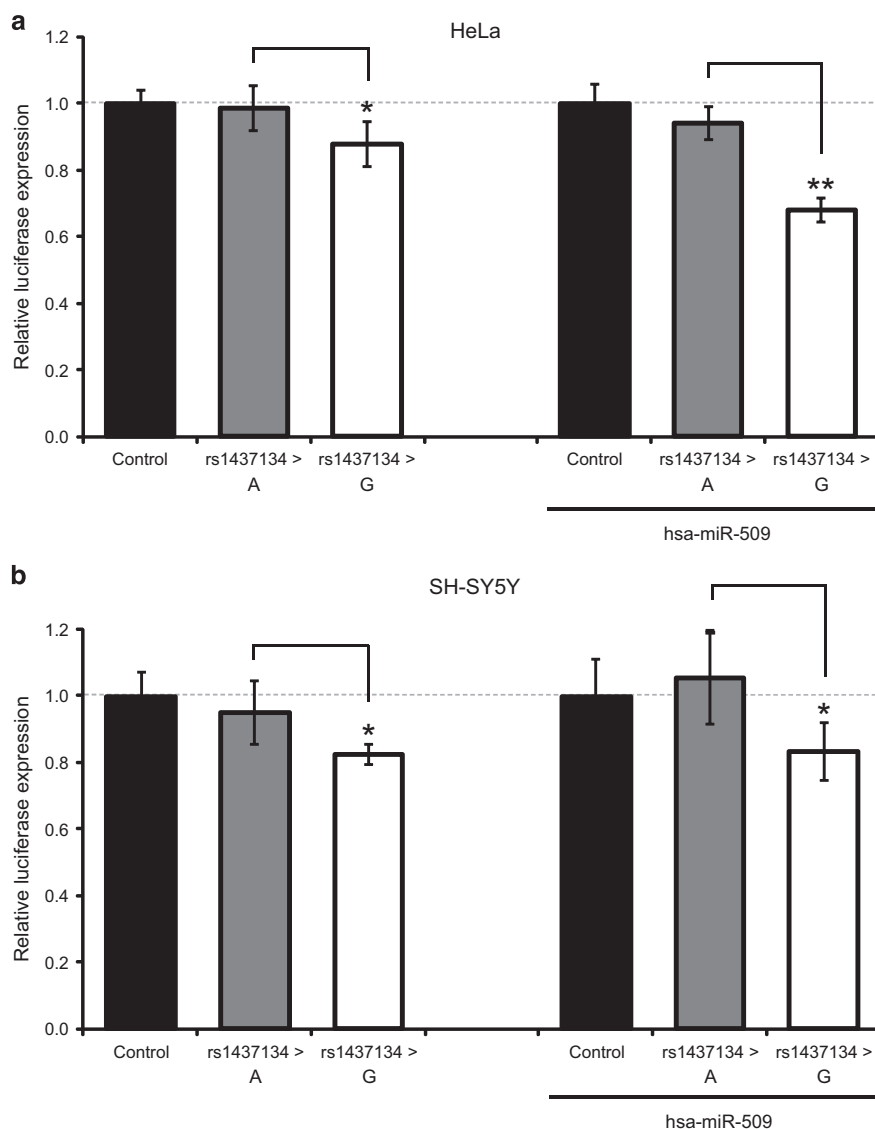 a
HeLa
Relative luciferase expression
1.2
1.0
0.8
0.6
0.4
0.2
0.0
*
**
Control
rs1437134 >
A
rs1437134 >
G
Control
rs1437134 >
A
rs1437134 >
G
hsa-miR-509
b
SH-SY5Y
Relative luciferase expression
1.2
1.0
0.8
0.6
0.4
0.2
0.0
*
*
Control
rs1437134 >
A
rs1437134 >
G
Control
rs1437134 >
A
rs1437134 >
G
hsa-miR-509